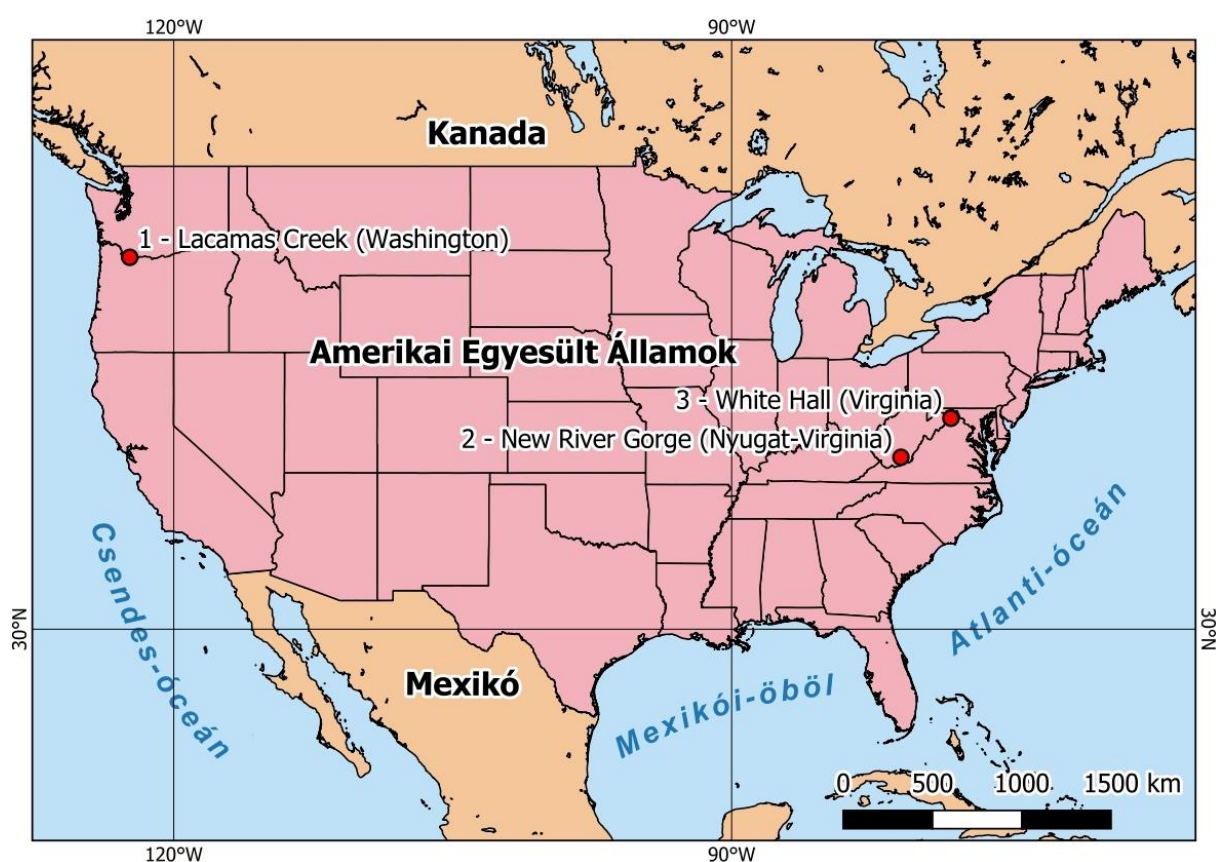 120°W
90°W
Kanada
1 - Lacamas Creek (Washington)
Amerikai Egyesült Államok
3 - White Hall (Virginia)
2 - New River Gorge (Nyugat-Virginia)
Csendes-óceán
Atlanti-óceán
30°N
30°N
Mexikó
Mexikói-öböl
0 500 1000 1500 km
120°W
90°W